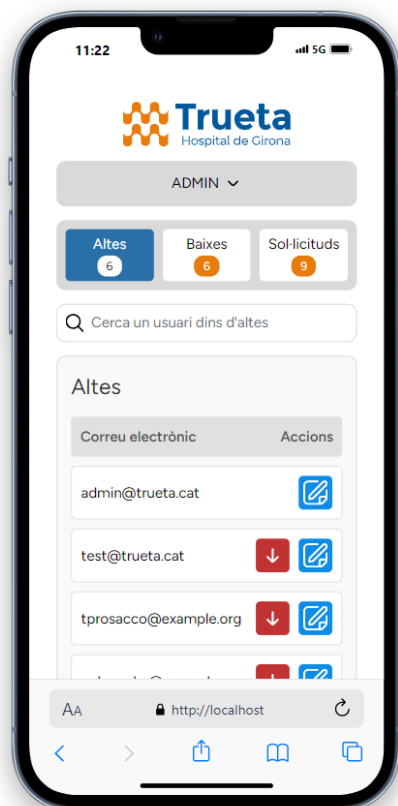 11:22
5G
Trueta
Hospital de Girona
ADMIN
Altes Baixes Sol·licituds
6 6 9
Cerca un usuari dins d'altes
Altes
Correu electrònic Accions
admin@trueta.cat
test@trueta.cat
tprosacco@example.org
AA http://localhost